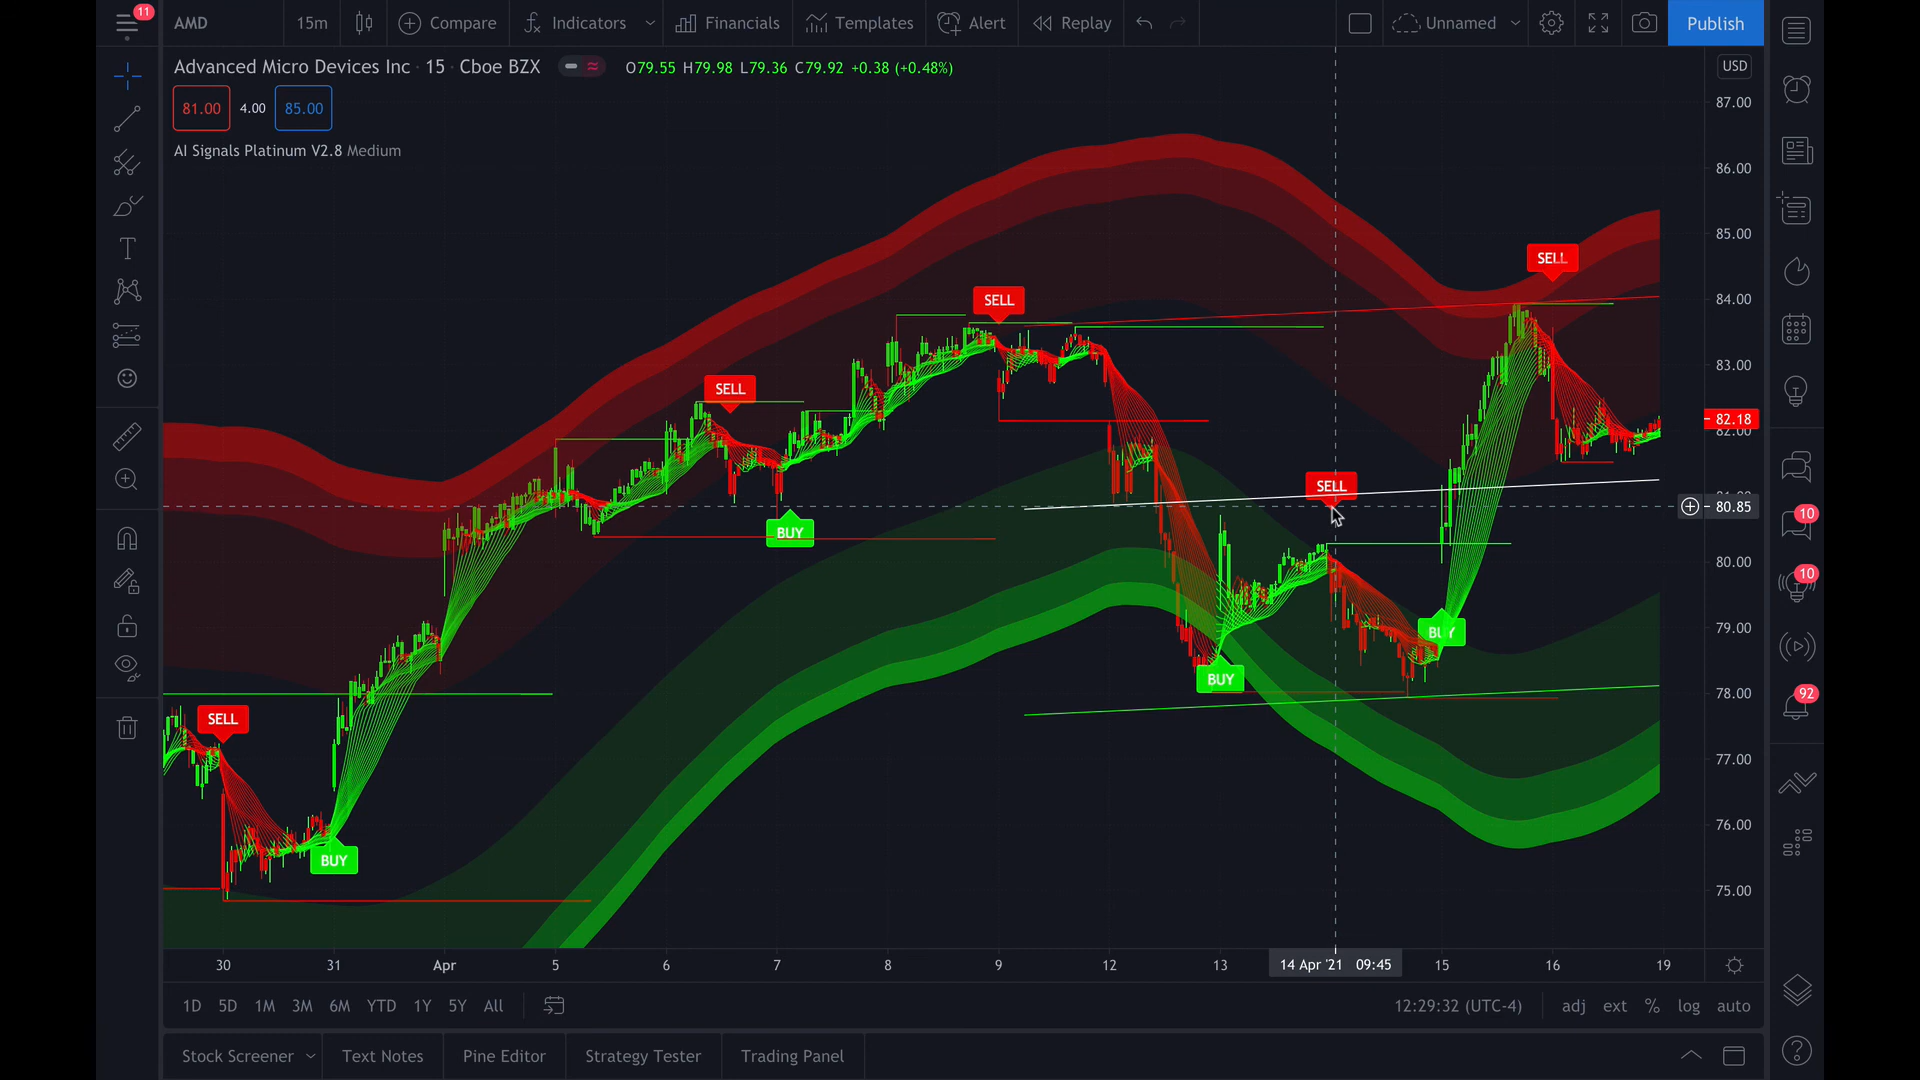 11
AMD
15m
Compare
Indicators
Financials
Templates
Alert
Replay
Unnamed
Publish
Advanced Micro Devices Inc · 15 · Cboe BZX
O79.55 H79.98 L79.36 C79.92 +0.38 (+0.48%)
USD
81.00 4.00 85.00
AI Signals Platinum V2.8 Medium
87.00
86.00
85.00
84.00
83.00
82.18
82.00
80.85
80.00
79.00
78.00
77.00
76.00
75.00
SELL
SELL
SELL
SELL
SELL
BUY
BUY
BUY
BUY
10
10
92
30 31 Apr 5 6 7 8 9 12 13 14 Apr '21 09:45 15 16 19
1D 5D 1M 3M 6M YTD 1Y 5Y All
12:29:32 (UTC-4) adj ext % log auto
Stock Screener Text Notes Pine Editor Strategy Tester Trading Panel